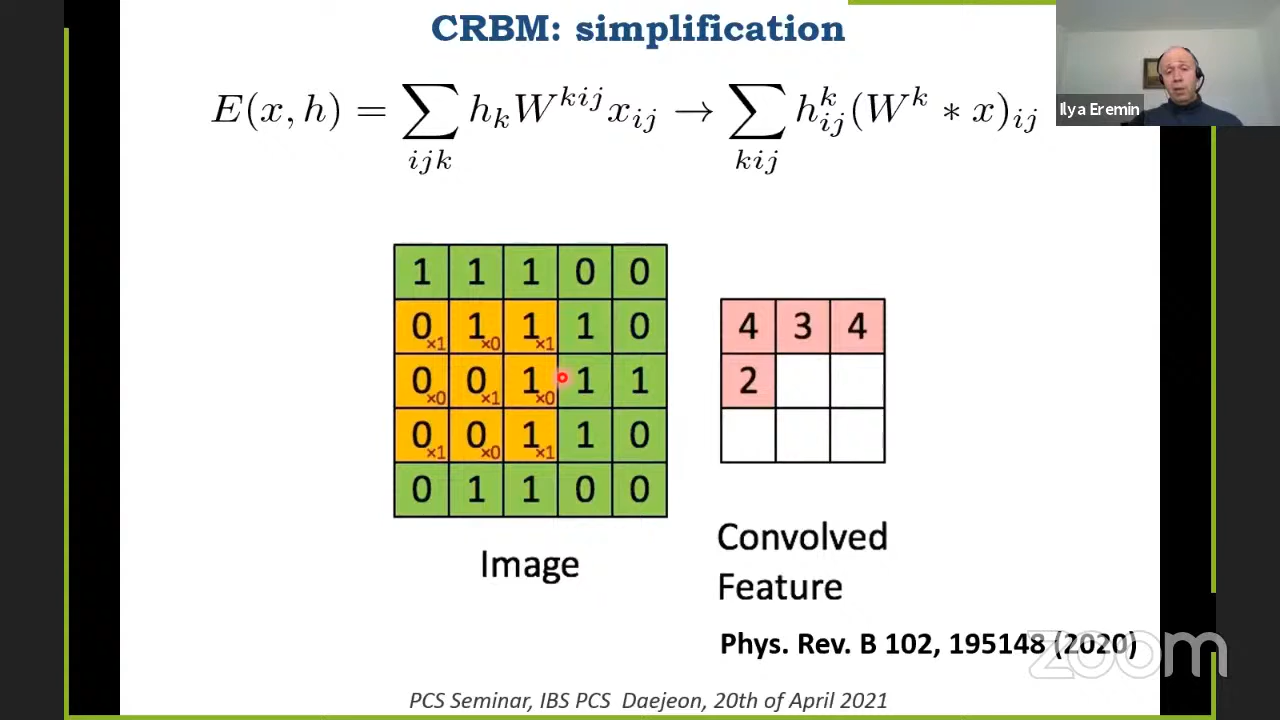 CRBM: simplification
E(x, h) = ∑_{ijk} h_k W^{kij} x_{ij} → ∑_{kij} h^k_{ij} (W^k ∗ x)_{ij}
Ilya Eremin
1 1 1 0 0
0×1 1×0 1×1 1 0
0×0 0×1 1×0 1 1
0×1 0×0 1×1 1 0
0 1 1 0 0
Image
4 3 4
2
Convolved
Feature
Phys. Rev. B 102, 195148 (2020)
zoom
PCS Seminar, IBS PCS Daejeon, 20th of April 2021